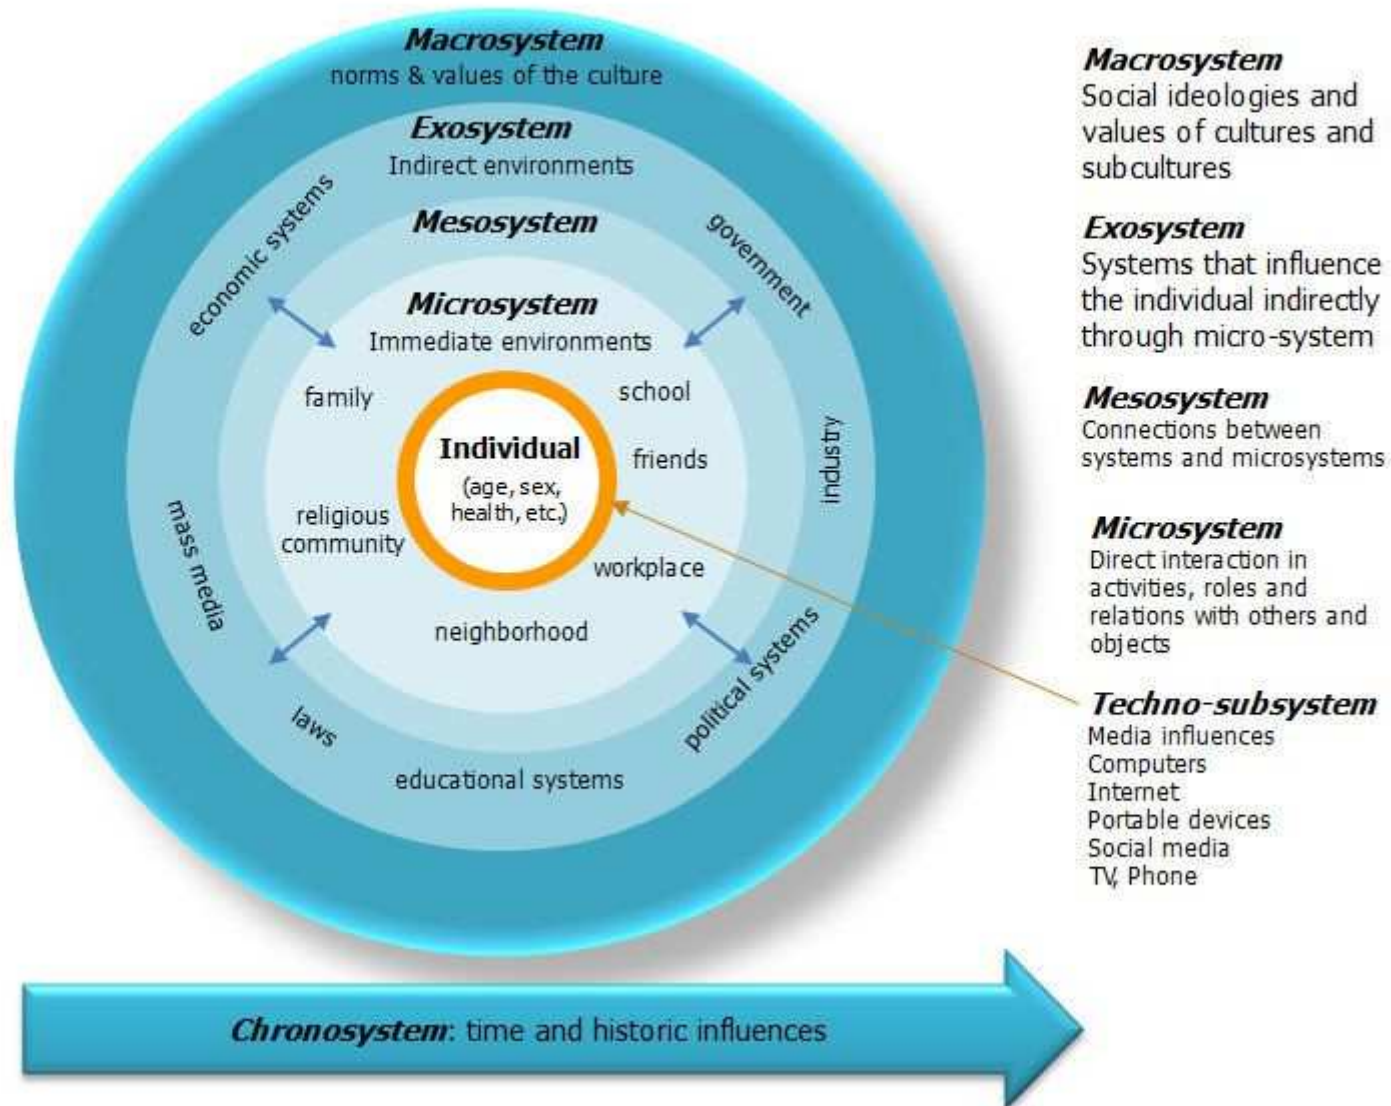 Macrosystem
norms & values of the culture
Exosystem
Indirect environments
Mesosystem
Microsystem
Immediate environments
economic systems
government
family
school
Individual
(age, sex,
health, etc.)
friends
industry
religious
community
mass media
workplace
neighborhood
political systems
laws
educational systems
Macrosystem
Social ideologies and
values of cultures and
subcultures
Exosystem
Systems that influence
the individual indirectly
through micro-system
Mesosystem
Connections between
systems and microsystems
Microsystem
Direct interaction in
activities, roles and
relations with others and
objects
Techno-subsystem
Media influences
Computers
Internet
Portable devices
Social media
TV, Phone
Chronosystem: time and historic influences